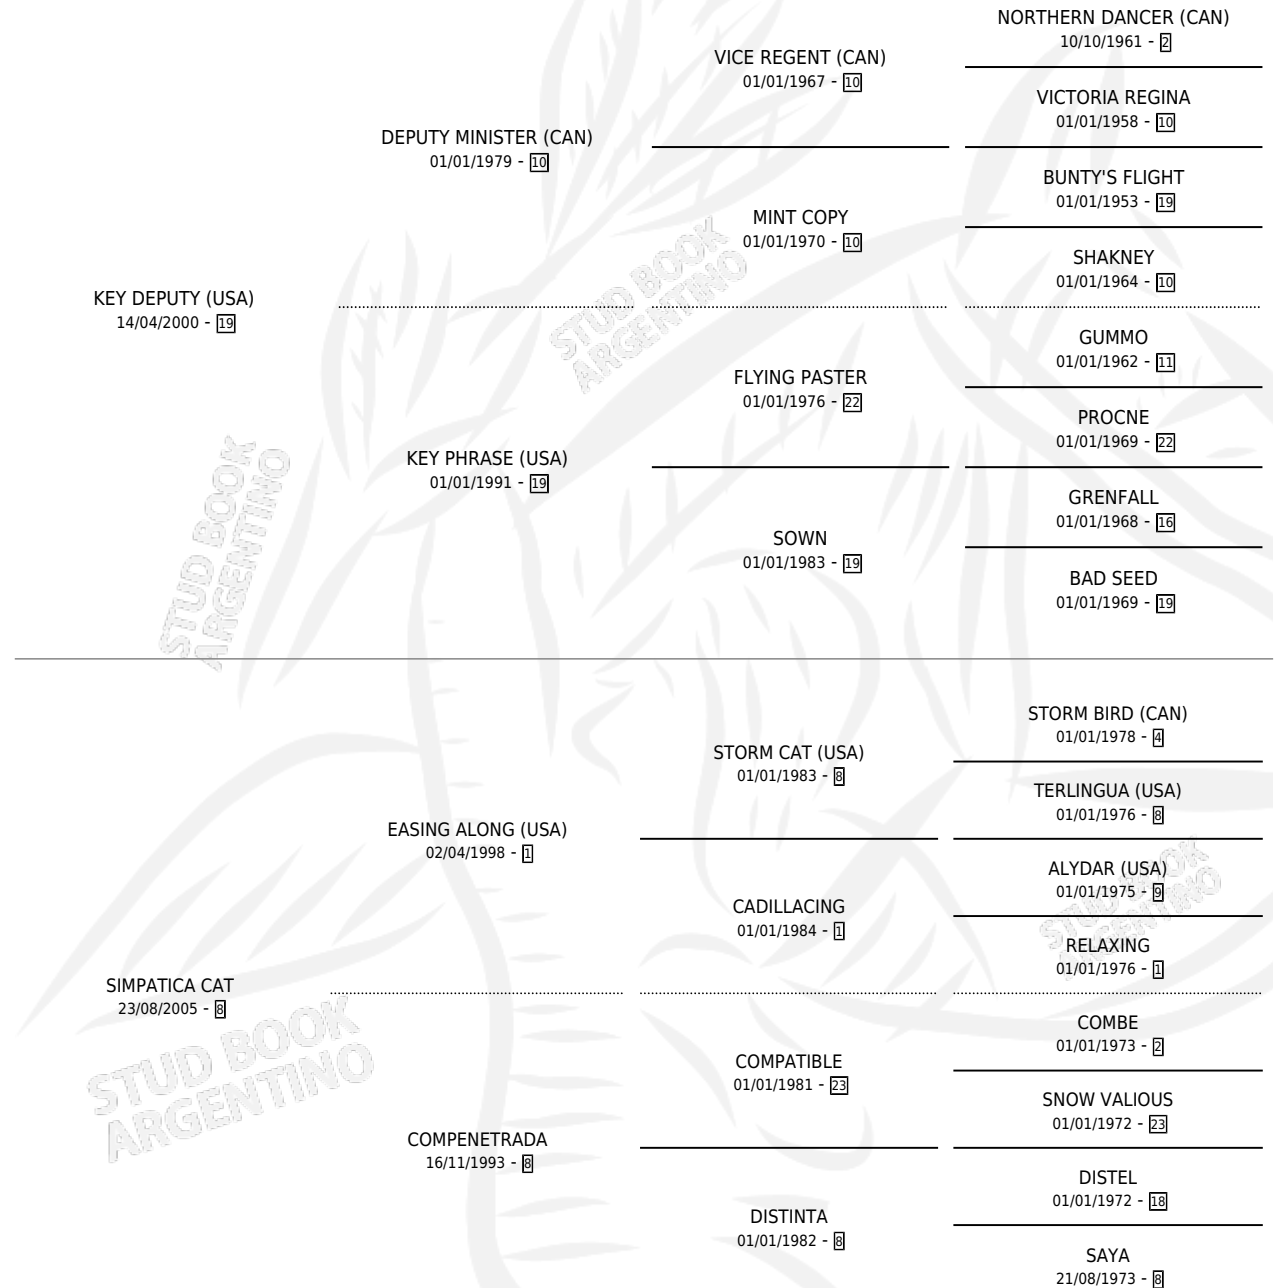 NORTHERN DANCER (CAN)
10/10/1961 - 2
VICE REGENT (CAN)
01/01/1967 - 10
VICTORIA REGINA
01/01/1958 - 10
DEPUTY MINISTER (CAN)
01/01/1979 - 10
BUNTY'S FLIGHT
01/01/1953 - 19
MINT COPY
01/01/1970 - 10
SHAKNEY
01/01/1964 - 10
KEY DEPUTY (USA)
14/04/2000 - 19
STUD BOOK
ARGENTINO
GUMMO
01/01/1962 - 11
FLYING PASTER
01/01/1976 - 22
PROCNE
01/01/1969 - 22
KEY PHRASE (USA)
01/01/1991 - 19
GRENFALL
01/01/1968 - 16
SOWN
01/01/1983 - 19
BAD SEED
01/01/1969 - 19
STUD BOOK
ARGENTINO
STORM BIRD (CAN)
01/01/1978 - 4
STORM CAT (USA)
01/01/1983 - 8
TERLINGUA (USA)
01/01/1976 - 8
EASING ALONG (USA)
02/04/1998 - 1
ALYDAR (USA)
01/01/1975 - 9
CADILLACING
01/01/1984 - 1
STUD BOOK
ARGENTINO
RELAXING
01/01/1976 - 1
SIMPATICA CAT
23/08/2005 - 8
STUD BOOK
ARGENTINO
COMBE
01/01/1973 - 2
COMPATIBLE
01/01/1981 - 23
SNOW VALIOUS
01/01/1972 - 23
COMPENETRADA
16/11/1993 - 8
DISTEL
01/01/1972 - 18
DISTINTA
01/01/1982 - 8
SAYA
21/08/1973 - 8